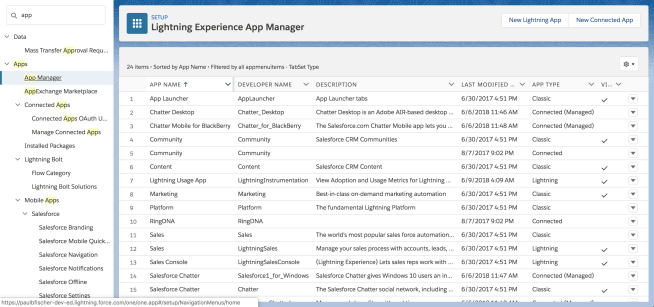 app
Data
Mass Transfer Approval Requ...
Apps
App Manager
AppExchange Marketplace
Connected Apps
Connected Apps OAuth U...
Manage Connected Apps
Installed Packages
Lightning Bolt
Flow Category
Lightning Bolt Solutions
Mobile Apps
Salesforce
Salesforce Branding
Salesforce Mobile Quick...
Salesforce Navigation
Salesforce Notifications
Salesforce Offline
Salesforce Settings
https://paulbfischer-dev-ed.lightning.force.com/one/one.app#/setup/NavigationMenus/home
SETUP
Lightning Experience App Manager
New Lightning App New Connected App
24 items • Sorted by App Name • Filtered by all appmenuitems • TabSet Type
APP NAME ↑ DEVELOPER NAME DESCRIPTION LAST MODIFIED ... APP TYPE VI...
1 App Launcher AppLauncher App Launcher tabs 6/30/2017 4:51 PM Classic
2 Chatter Desktop Chatter_Desktop Chatter Desktop is an Adobe AIR-based desktop ... 6/6/2018 11:46 AM Connected (Managed)
3 Chatter Mobile for BlackBerry Chatter_for_BlackBerry The Salesforce.com Chatter Mobile app lets you ... 6/6/2018 11:48 AM Connected (Managed)
4 Community Community Salesforce CRM Communities 6/30/2017 4:51 PM Classic
5 Community Community 8/7/2017 9:02 PM Connected
6 Content Content Salesforce CRM Content 6/30/2017 4:51 PM Classic
7 Lightning Usage App LightningInstrumentation View Adoption and Usage Metrics for Lightning ... 6/9/2018 4:09 AM Lightning
8 Marketing Marketing Best-in-class on-demand marketing automation 6/30/2017 4:51 PM Classic
9 Platform Platform The fundamental Lightning Platform 6/30/2017 4:51 PM Classic
10 RingDNA RingDNA 8/7/2017 9:02 PM Connected
11 Sales Sales The world's most popular sales force automation... 6/30/2017 4:51 PM Classic
12 Sales LightningSales Manage your sales process with accounts, leads, ... 6/30/2017 4:51 PM Lightning
13 Sales Console LightningSalesConsole (Lightning Experience) Lets sales reps work with ... 6/30/2017 4:51 PM Lightning
14 Salesforce Chatter Salesforce1_for_Windows Salesforce Chatter gives Windows 10 users an in... 6/6/2018 11:47 AM Connected (Managed)
15 Salesforce Chatter Chatter The Salesforce Chatter social network, including ... 6/30/2017 4:51 PM Classic